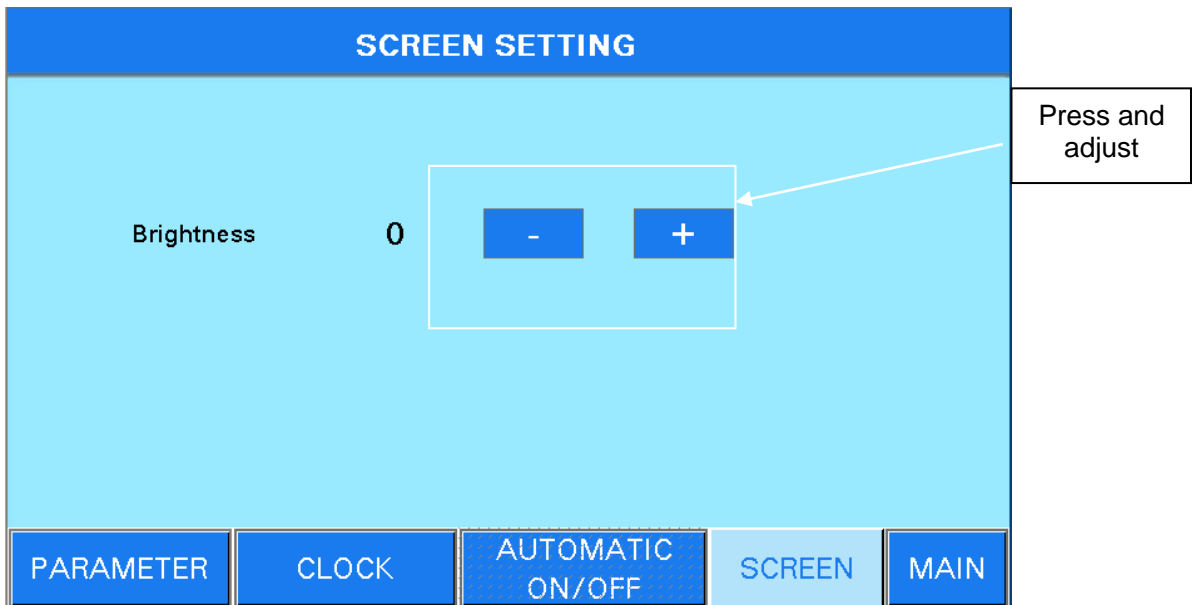 SCREEN SETTING
Press and
adjust
Brightness 0 - +
PARAMETER CLOCK AUTOMATIC ON/OFF SCREEN MAIN